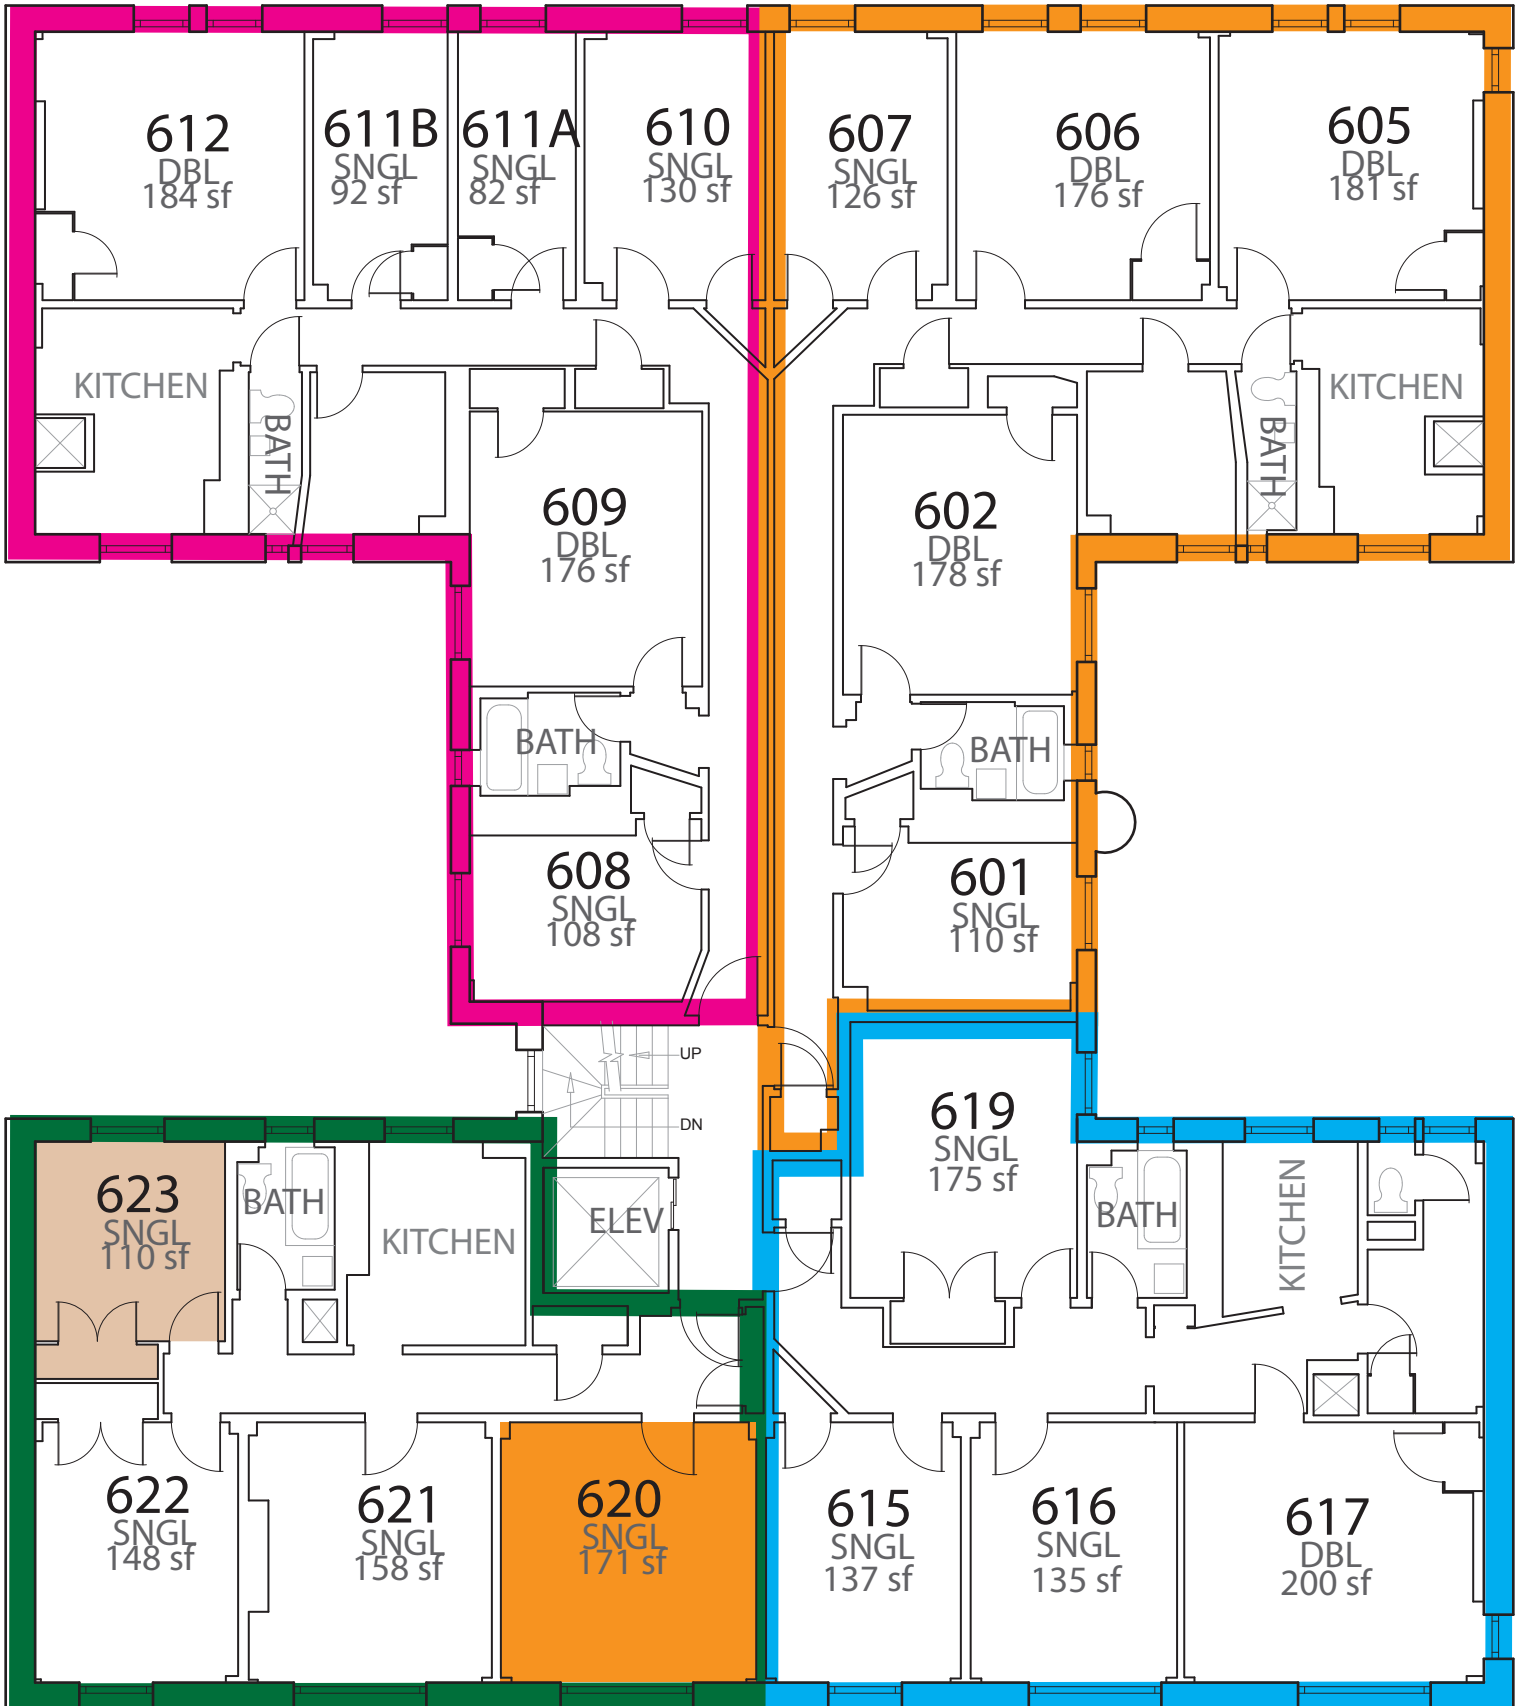 612
DBL
184 sf
611B
SNGL
92 sf
611A
SNGL
82 sf
610
SNGL
130 sf
607
SNGL
126 sf
606
DBL
176 sf
605
DBL
181 sf
KITCHEN
BATH
609
DBL
176 sf
602
DBL
178 sf
BATH
KITCHEN
BATH
BATH
608
SNGL
108 sf
601
SNGL
110 sf
UP
DN
619
SNGL
175 sf
623
SNGL
110 sf
BATH
KITCHEN
ELEV
BATH
KITCHEN
622
SNGL
148 sf
621
SNGL
158 sf
620
SNGL
171 sf
615
SNGL
137 sf
616
SNGL
135 sf
617
DBL
200 sf